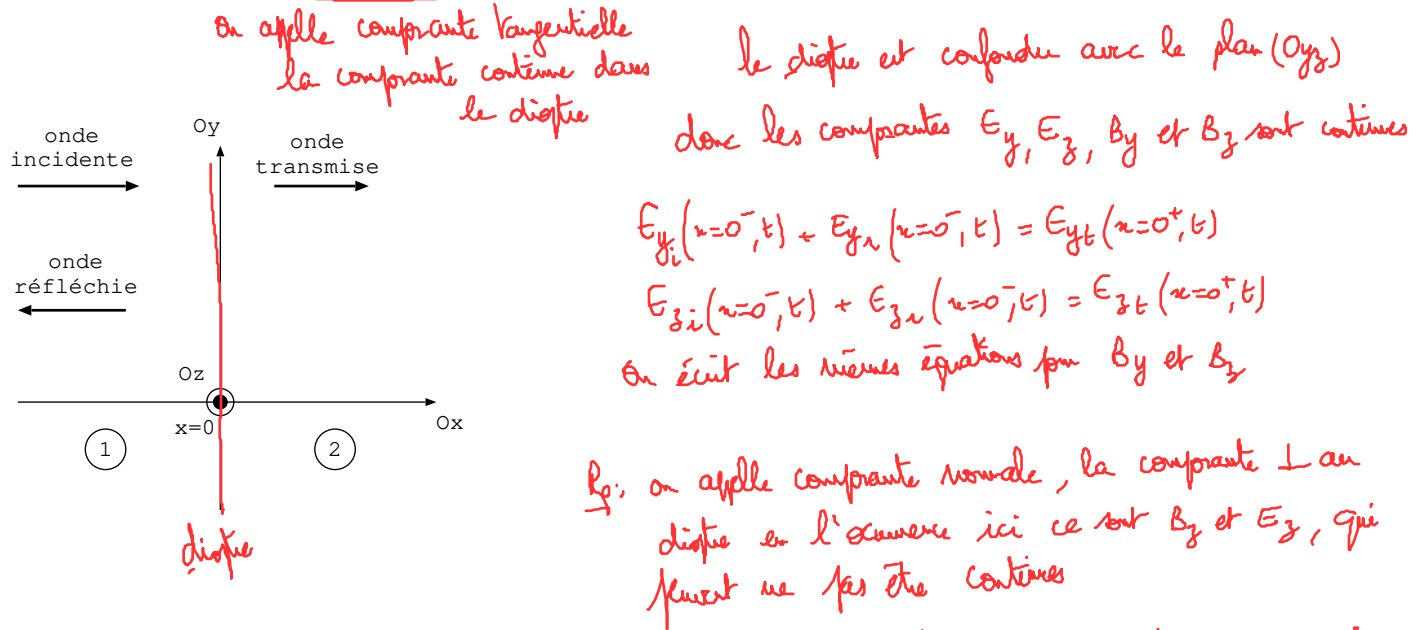 On appelle composante tangentielle
la composante contenue dans
le dioptre
le dioptre est confondu avec le plan (Oyz)
donc les composantes Ey, Ez, By et Bz sont continues
Eyi(x=0⁻,t) + Eyr(x=0⁻,t) = Eyt(x=0⁺,t)
Ezi(x=0⁻,t) + Ezr(x=0⁻,t) = Ezt(x=0⁺,t)
On écrit les mêmes équations pour By et Bz
Rq: on appelle composante normale, la composante ⊥ au
dioptre en l'occurence ici ce sont Bz et Ez, qui
peuvent ne pas être continues
Oy
onde
incidente
onde
transmise
onde
réfléchie
Oz
x=0
Ox
1
2
dioptre